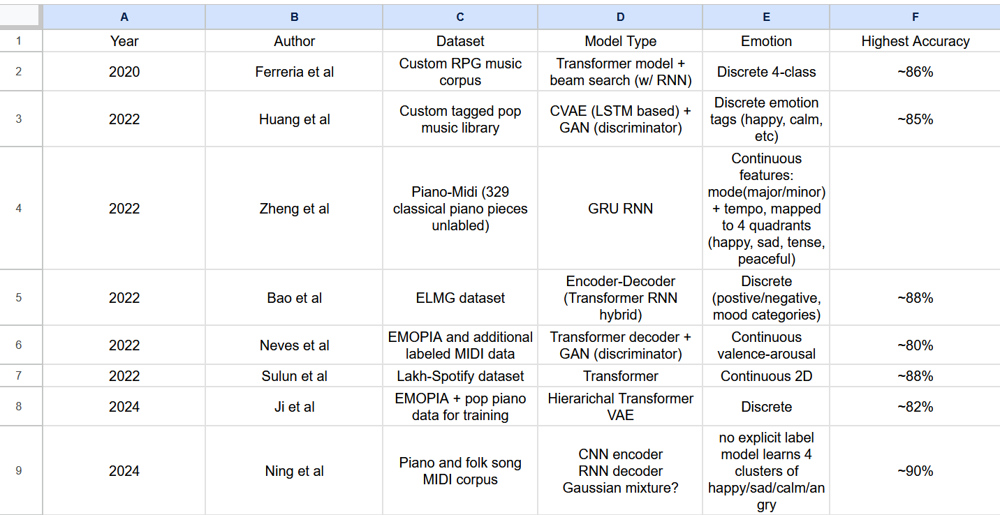 A B C D E F
1 Year Author Dataset Model Type Emotion Highest Accuracy
2 2020 Ferreria et al Custom RPG music corpus Transformer model + beam search (w/ RNN) Discrete 4-class ~86%
3 2022 Huang et al Custom tagged pop music library CVAE (LSTM based) + GAN (discriminator) Discrete emotion tags (happy, calm, etc) ~85%
4 2022 Zheng et al Piano-Midi (329 classical piano pieces unlabled) GRU RNN Continuous features: mode(major/minor) + tempo, mapped to 4 quadrants (happy, sad, tense, peaceful)
5 2022 Bao et al ELMG dataset Encoder-Decoder (Transformer RNN hybrid) Discrete (postive/negative, mood categories) ~88%
6 2022 Neves et al EMOPIA and additional labeled MIDI data Transformer decoder + GAN (discriminator) Continuous valence-arousal ~80%
7 2022 Sulun et al Lakh-Spotify dataset Transformer Continuous 2D ~88%
8 2024 Ji et al EMOPIA + pop piano data for training Hierarichal Transformer VAE Discrete ~82%
9 2024 Ning et al Piano and folk song MIDI corpus CNN encoder RNN decoder Gaussian mixture? no explicit label model learns 4 clusters of happy/sad/calm/angry ~90%